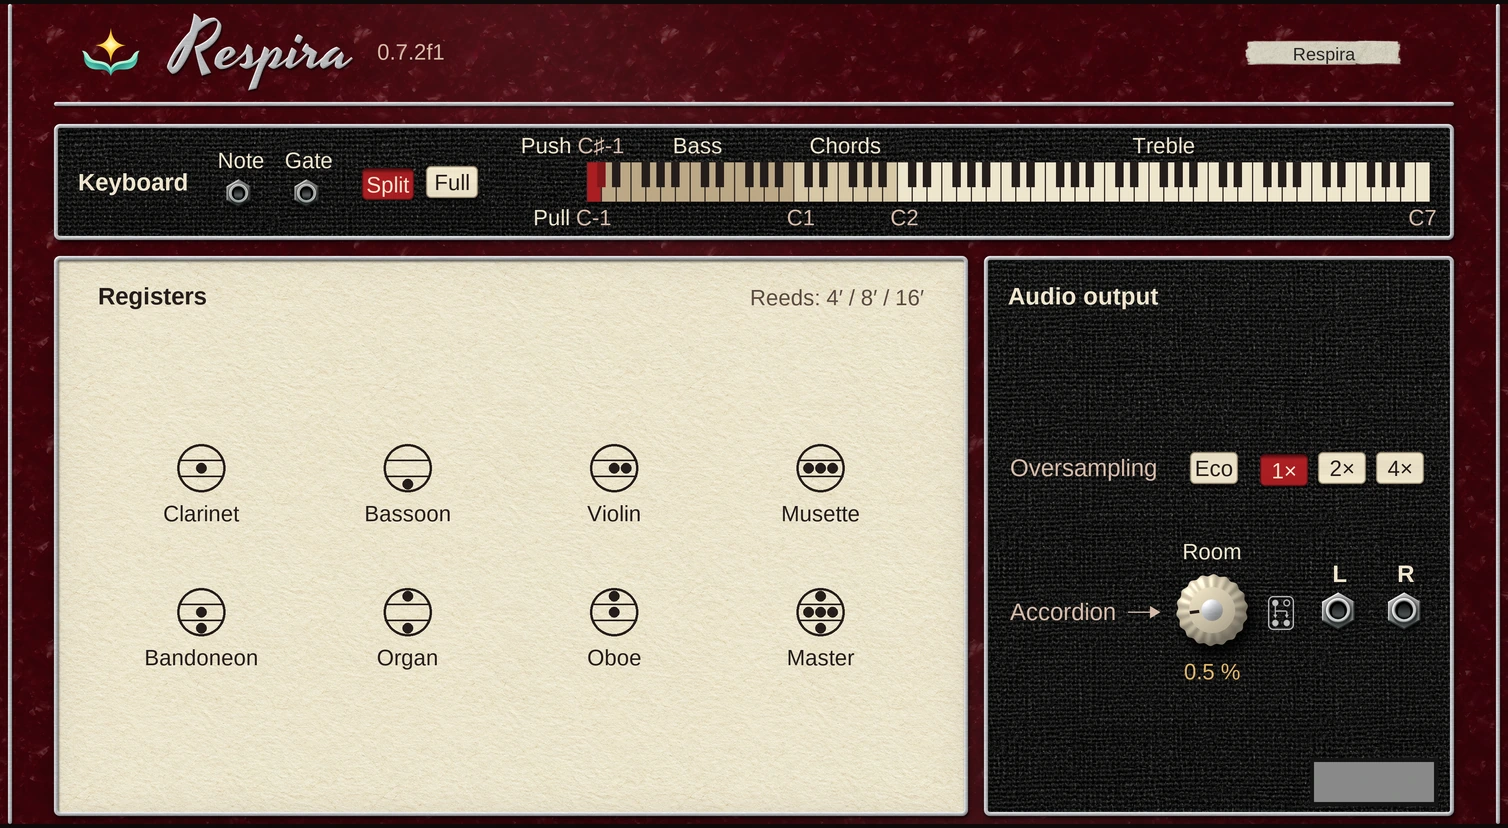 Respira 0.7.2f1
Respira
Keyboard
Note Gate
Split Full
Push C♯-1 Bass Chords Treble
Pull C-1 C1 C2 C7
Registers
Reeds: 4′ / 8′ / 16′
Clarinet Bassoon Violin Musette
Bandoneon Organ Oboe Master
Audio output
Oversampling Eco 1× 2× 4×
Room
L R
Accordion
0.5 %